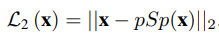 ℒ₂ (𝐱) = ||𝐱 − pSp(𝐱)||₂.